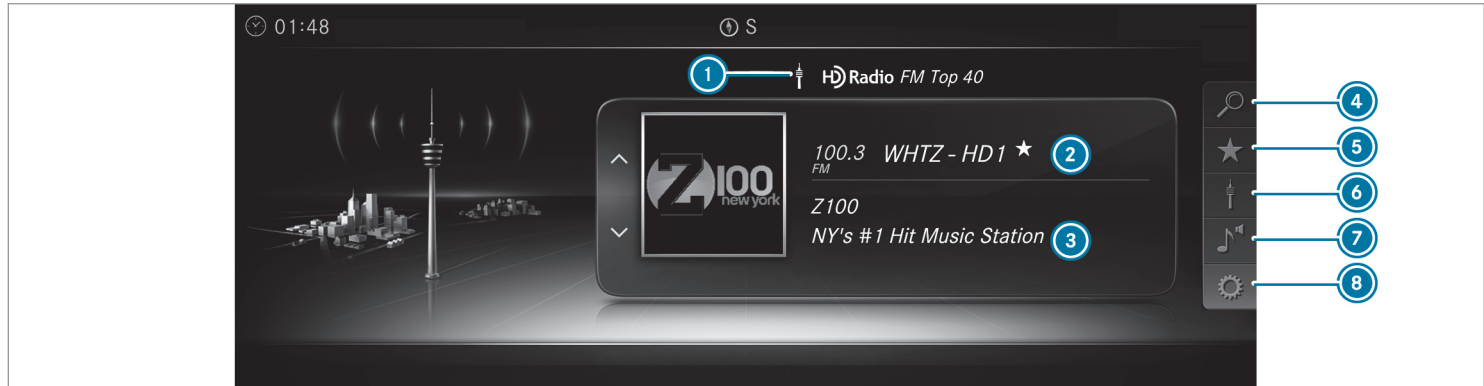 01:48
S
1
HD Radio FM Top 40
4
100.3 WHTZ - HD1 ★ 2
FM
5
Z100
new york
6
Z100
NY's #1 Hit Music Station 3
7
8